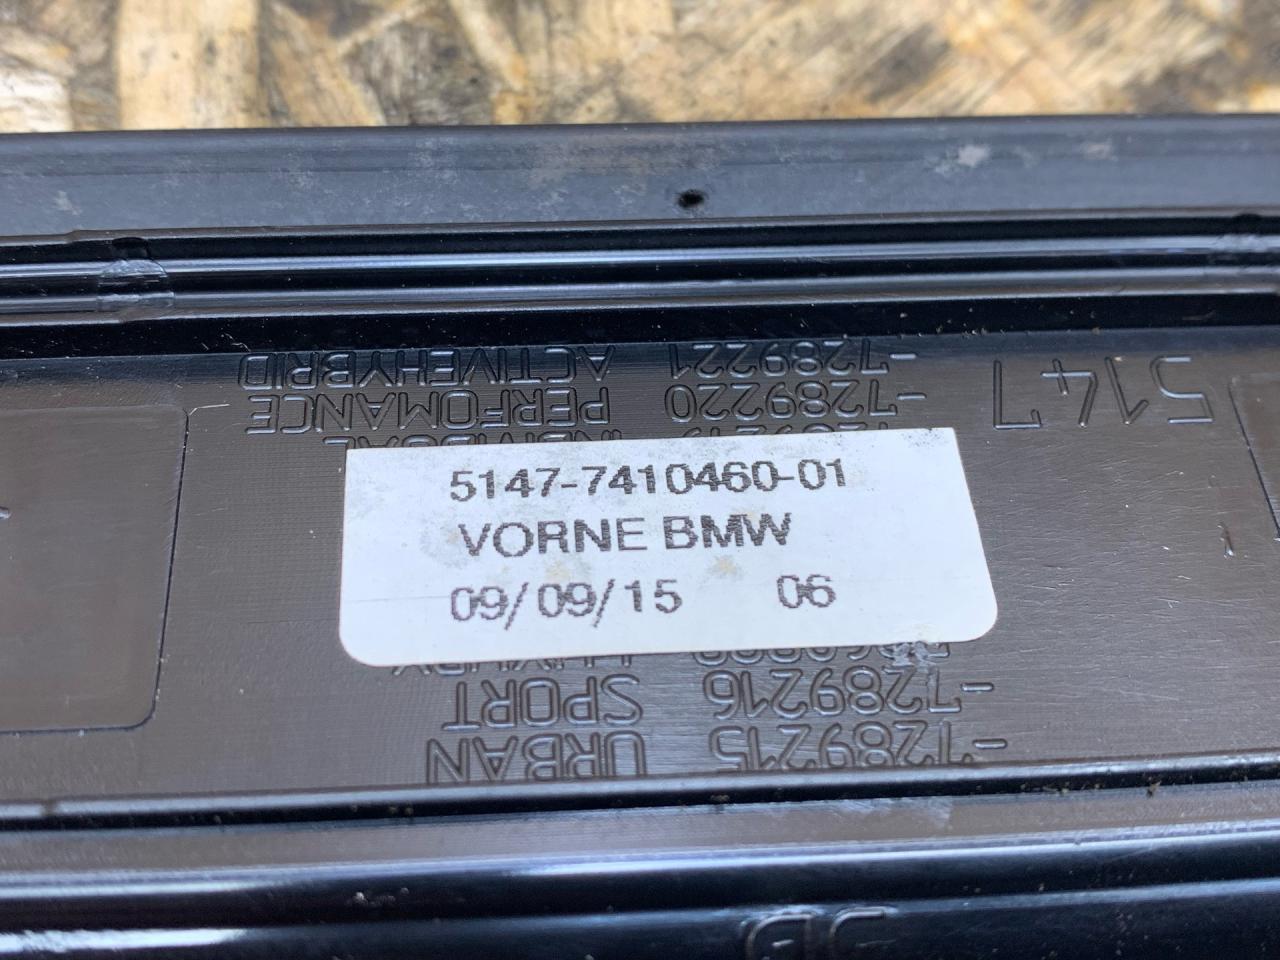 5147-7410460-01
VORNE BMW
09/09/15 06
5147
URBAN -7289215
SPORT -7289216
PERFOMANCE -7289220
ACTIVEHYBRID -7289221